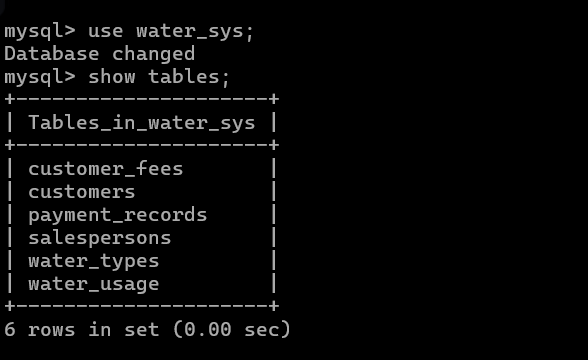 mysql> use water_sys;
Database changed
mysql> show tables;
+---------------------+
| Tables_in_water_sys |
+---------------------+
| customer_fees       |
| customers           |
| payment_records     |
| salespersons        |
| water_types         |
| water_usage         |
+---------------------+
6 rows in set (0.00 sec)